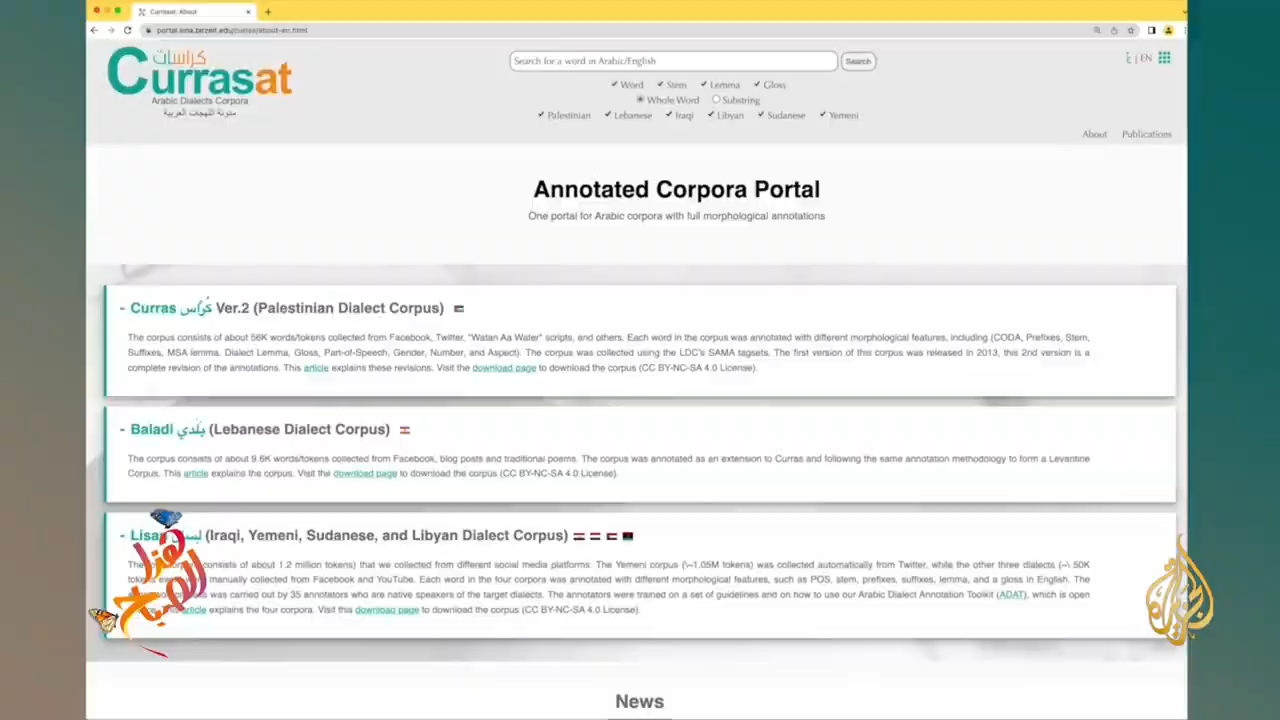 Currasat: About
portal.sina.birzeit.edu/curras/about-en.html
كراسات
Currasat
Arabic Dialects Corpora
مدونة اللهجات العربية
Search for a word in Arabic/English
Search
Word Stem Lemma Gloss
Whole Word Substring
Palestinian Lebanese Iraqi Libyan Sudanese Yemeni
ع | EN
About Publications
Annotated Corpora Portal
One portal for Arabic corpora with full morphological annotations
- Curras كُرّاس Ver.2 (Palestinian Dialect Corpus)
The corpus consists of about 56K words/tokens collected from Facebook, Twitter, "Watan Aa Water" scripts, and others. Each word in the corpus was annotated with different morphological features, including (CODA, Prefixes, Stem,
Suffixes, MSA lemma, Dialect Lemma, Gloss, Part-of-Speech, Gender, Number, and Aspect). The corpus was collected using the LDC's SAMA tagsets. The first version of this corpus was released in 2013, this 2nd version is a
complete revision of the annotations. This article explains these revisions. Visit the download page to download the corpus (CC BY-NC-SA 4.0 License).
- Baladi بَلَدي (Lebanese Dialect Corpus)
The corpus consists of about 9.6K words/tokens collected from Facebook, blog posts and traditional poems. The corpus was annotated as an extension to Curras and following the same annotation methodology to form a Levantine
Corpus. This article explains the corpus. Visit the download page to download the corpus (CC BY-NC-SA 4.0 License).
- Lisan لسان (Iraqi, Yemeni, Sudanese, and Libyan Dialect Corpus)
consists of about 1.2 million tokens) that we collected from different social media platforms. The Yemeni corpus (\~1.05M tokens) was collected automatically from Twitter, while the other three dialects (~\ 50K
manually collected from Facebook and YouTube. Each word in the four corpora was annotated with different morphological features, such as POS, stem, prefixes, suffixes, lemma, and a gloss in English. The
was carried out by 35 annotators who are native speakers of the target dialects. The annotators were trained on a set of guidelines and on how to use our Arabic Dialect Annotation Toolkit (ADAT), which is open
article explains the four corpora. Visit this download page to download the corpus (CC BY-NC-SA 4.0 License).
هذا الصباح
الجزيرة
News